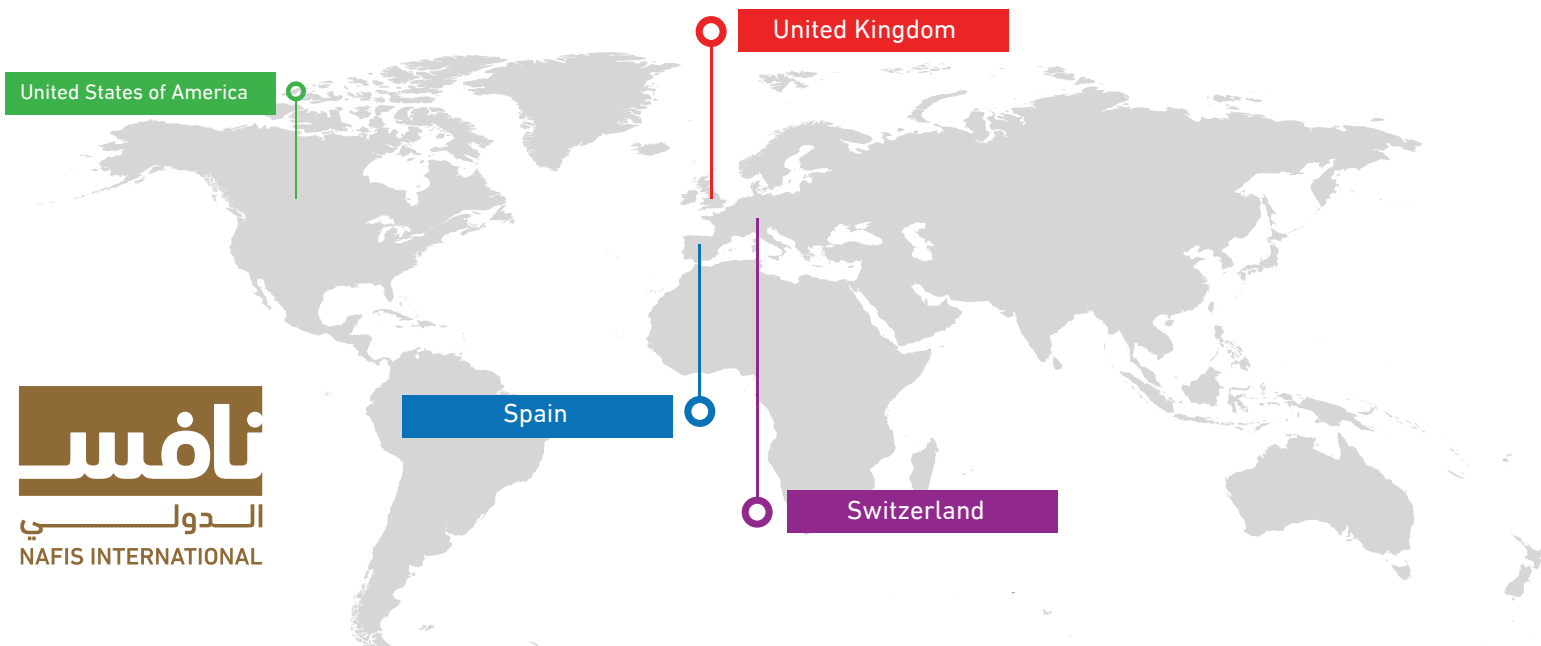 United Kingdom
United States of America
نافس
Spain
Switzerland
الدولي
NAFIS INTERNATIONAL